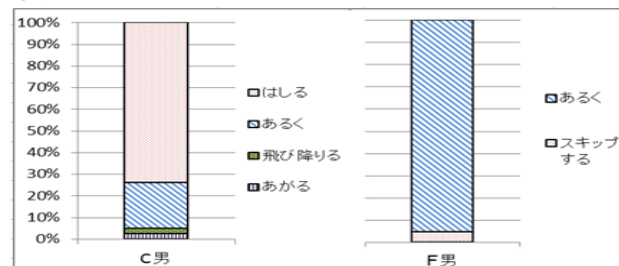 100%
90%
80%
70%
60%
50%
40%
30%
20%
10%
0%
はしる
あるく
飛び降りる
あがる
C男
あるく
スキップ
する
F男